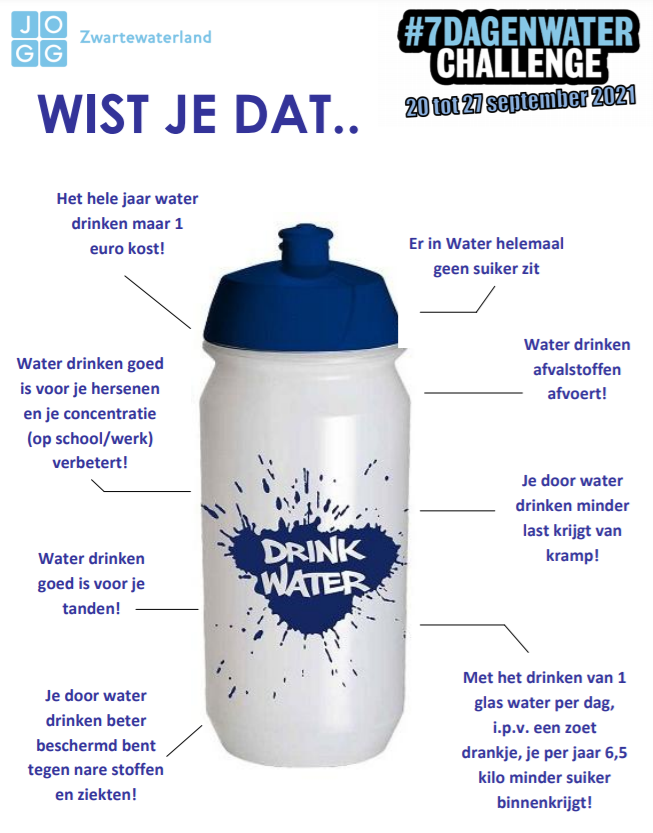 JO
GG
Zwartewaterland
#7DAGENWATER
CHALLENGE
20 tot 27 september 2021
WIST JE DAT..
Het hele jaar water
drinken maar 1
euro kost!
Er in Water helemaal
geen suiker zit
Water drinken goed
is voor je hersenen
en je concentratie
(op school/werk)
verbetert!
Water drinken
afvalstoffen
afvoert!
Je door water
drinken minder
last krijgt van
kramp!
DRINK
WATER
Water drinken
goed is voor je
tanden!
Je door water
drinken beter
beschermd bent
tegen nare stoffen
en ziekten!
Met het drinken van 1
glas water per dag,
i.p.v. een zoet
drankje, je per jaar 6,5
kilo minder suiker
binnenkrijgt!